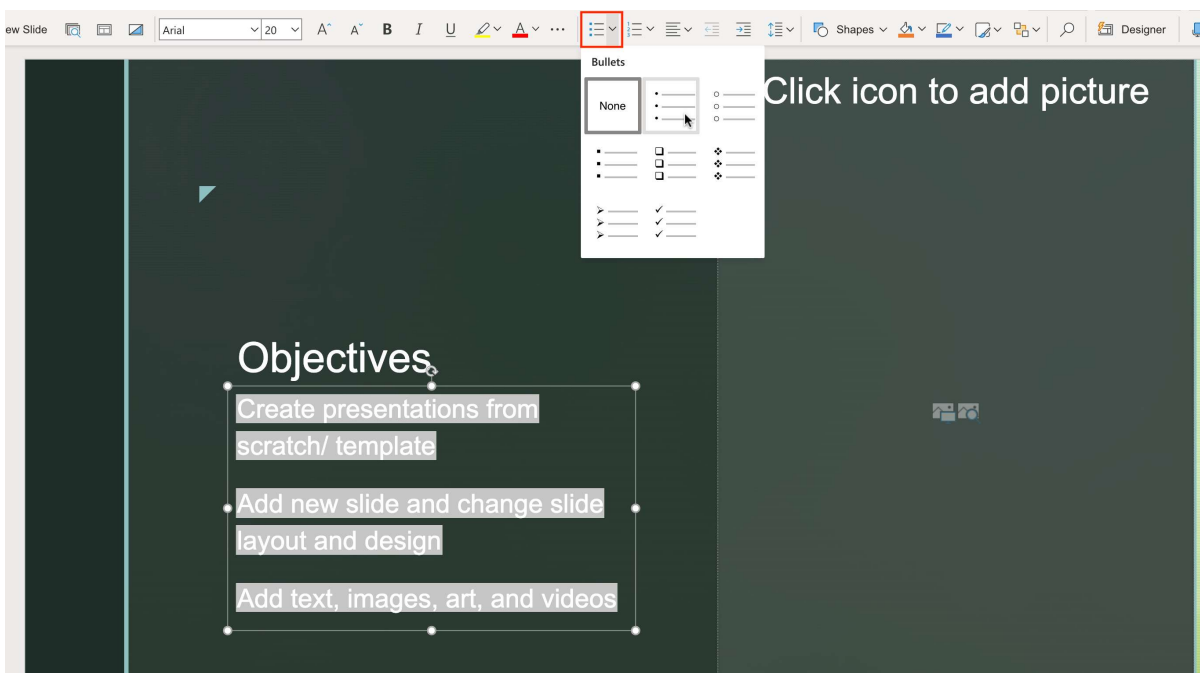 ew Slide Arial 20 A A B I U A ... Shapes Designer
Bullets
None
Click icon to add picture
Objectives
Create presentations from
scratch/ template
Add new slide and change slide
layout and design
Add text, images, art, and videos